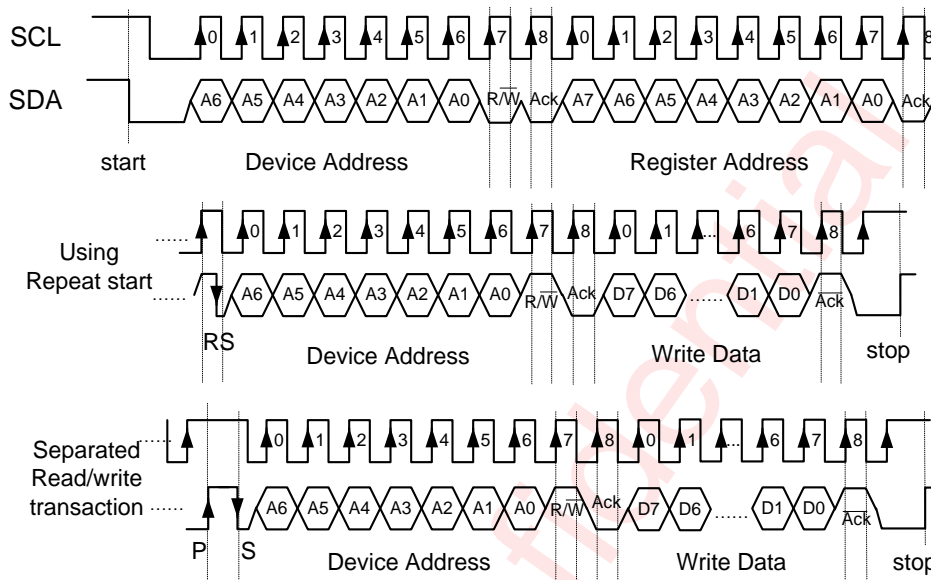 SCL 0 1 2 3 4 5 6 7 8 0 1 2 3 4 5 6 7 8
SDA A6 A5 A4 A3 A2 A1 A0 R/W̅ Ack A7 A6 A5 A4 A3 A2 A1 A0 Ack
start Device Address Register Address
...... 0 1 2 3 4 5 6 7 8 0 1 ... 6 7 8
Using
Repeat start
...... A6 A5 A4 A3 A2 A1 A0 R/W̅ Ack D7 D6 ...... D1 D0 A̅c̅k̅
RS Device Address Write Data stop
...... 0 1 2 3 4 5 6 7 8 0 1 ... 6 7 8
Separated
Read/write
transaction
...... A6 A5 A4 A3 A2 A1 A0 R/W̅ Ack D7 D6 ...... D1 D0 A̅c̅k̅
P S Device Address Write Data stop
fidential